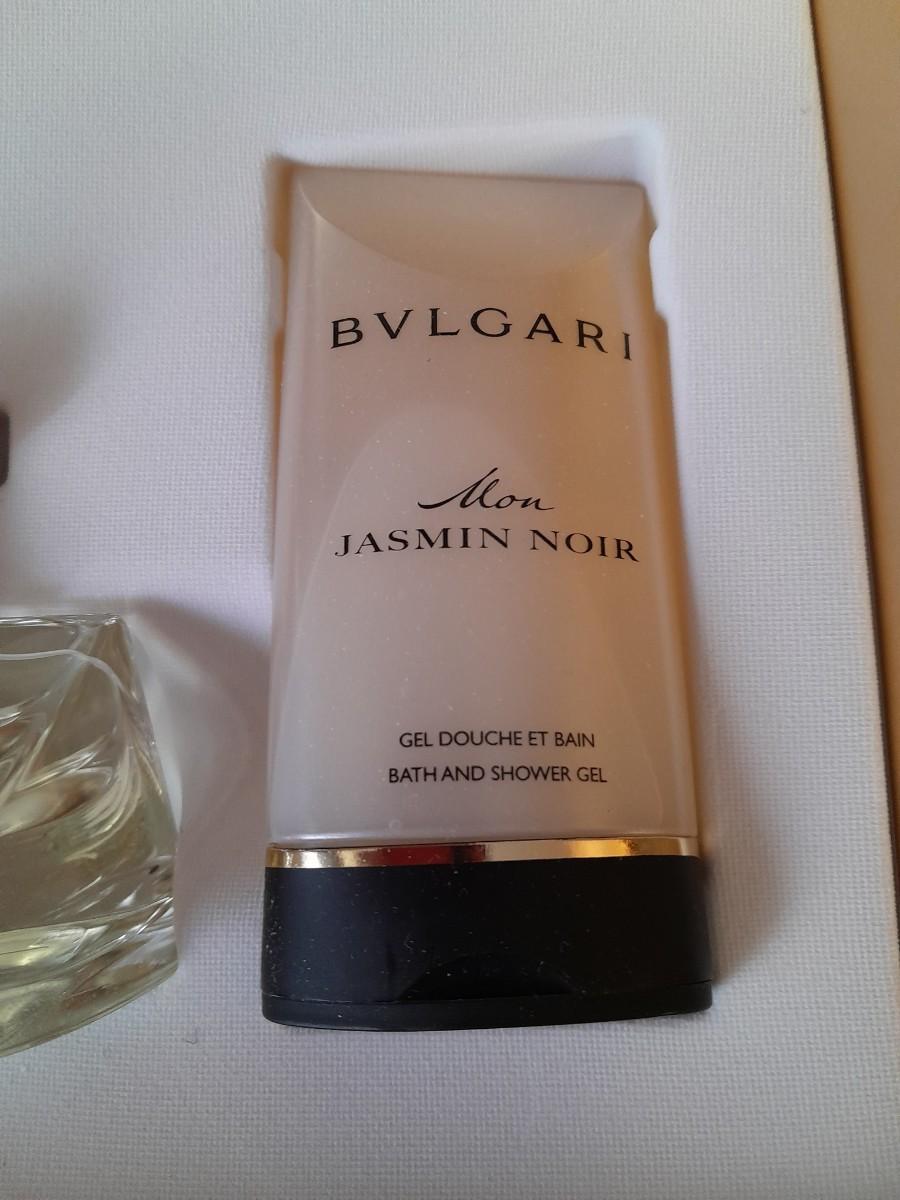 BVLGARI
Mon
JASMIN NOIR
GEL DOUCHE ET BAIN
BATH AND SHOWER GEL